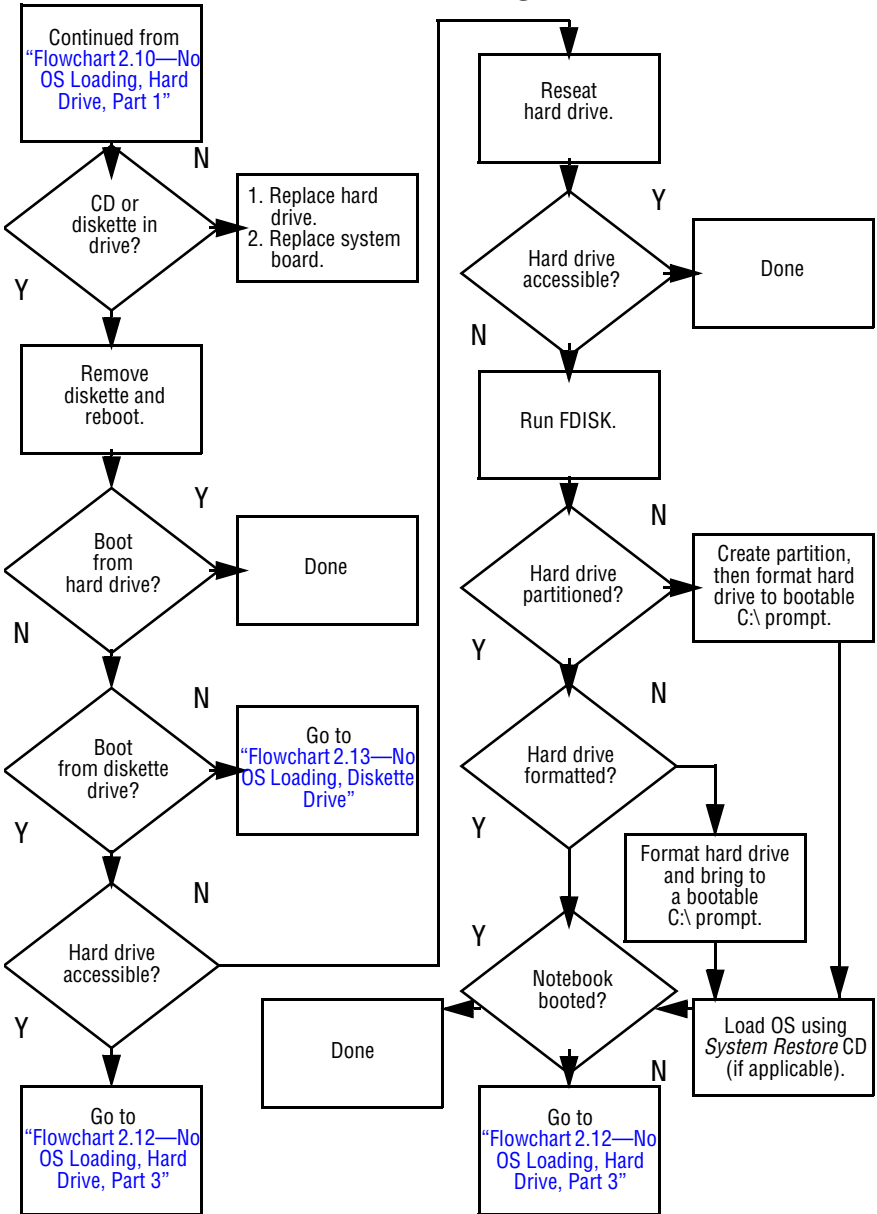 Continued from
“Flowchart 2.10—No
OS Loading, Hard
Drive, Part 1”
N
CD or
diskette in
drive?
1. Replace hard
drive.
2. Replace system
board.
Y
Remove
diskette and
reboot.
Y
Boot
from
hard drive?
Done
N
N
Boot
from diskette
drive?
Go to
“Flowchart 2.13—No
OS Loading, Diskette
Drive”
Y
N
Hard drive
accessible?
Y
Go to
“Flowchart 2.12—No
OS Loading, Hard
Drive, Part 3”
Reseat
hard drive.
Y
Hard drive
accessible?
Done
N
Run FDISK.
N
Hard drive
partitioned?
Create partition,
then format hard
drive to bootable
C:\ prompt.
Y
N
Hard drive
formatted?
Y
Format hard drive
and bring to
a bootable
C:\ prompt.
Y
Notebook
booted?
Done
Load OS using
System Restore CD
(if applicable).
N
Go to
“Flowchart 2.12—No
OS Loading, Hard
Drive, Part 3”